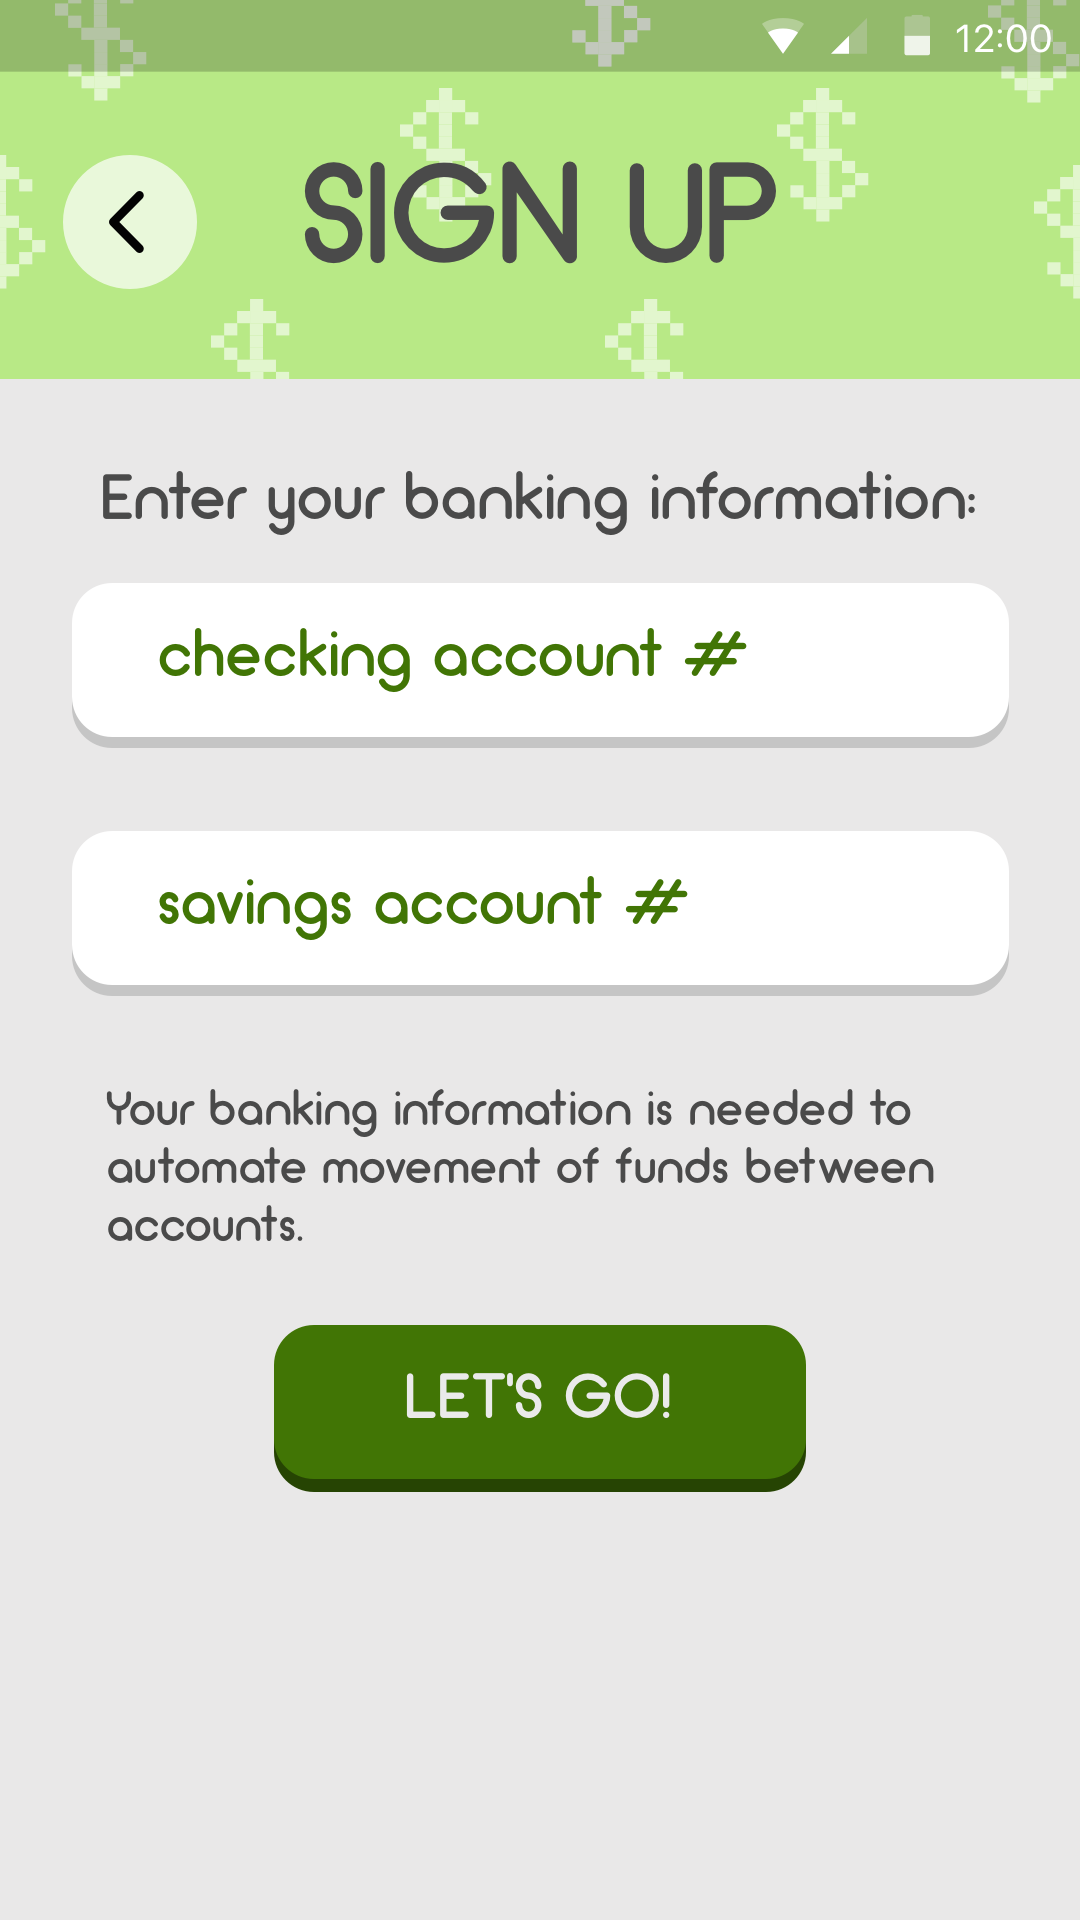 12:00
SIGN UP
Enter your banking information:
checking account #
savings account #
Your banking information is needed to
automate movement of funds between
accounts.
LET'S GO!